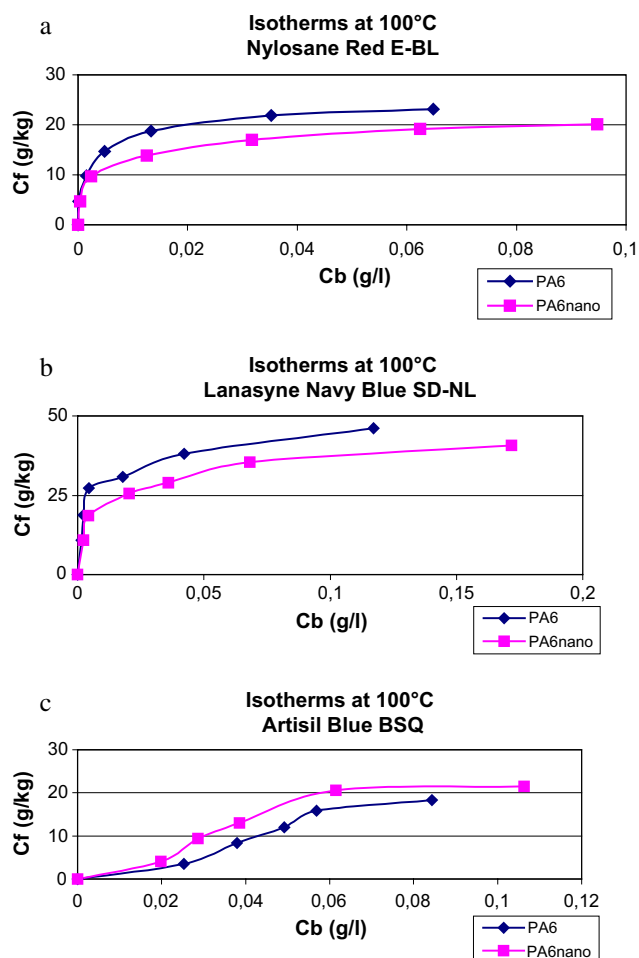 a
Isotherms at 100°C
Nylosane Red E-BL
Cf (g/kg)
30
20
10
0
0 0,02 0,04 0,06 0,08 0,1
Cb (g/l)
PA6
PA6nano
b
Isotherms at 100°C
Lanasyne Navy Blue SD-NL
Cf (g/kg)
50
25
0
0 0,05 0,1 0,15 0,2
Cb (g/l)
PA6
PA6nano
c
Isotherms at 100°C
Artisil Blue BSQ
Cf (g/kg)
30
20
10
0
0 0,02 0,04 0,06 0,08 0,1 0,12
Cb (g/l)
PA6
PA6nano